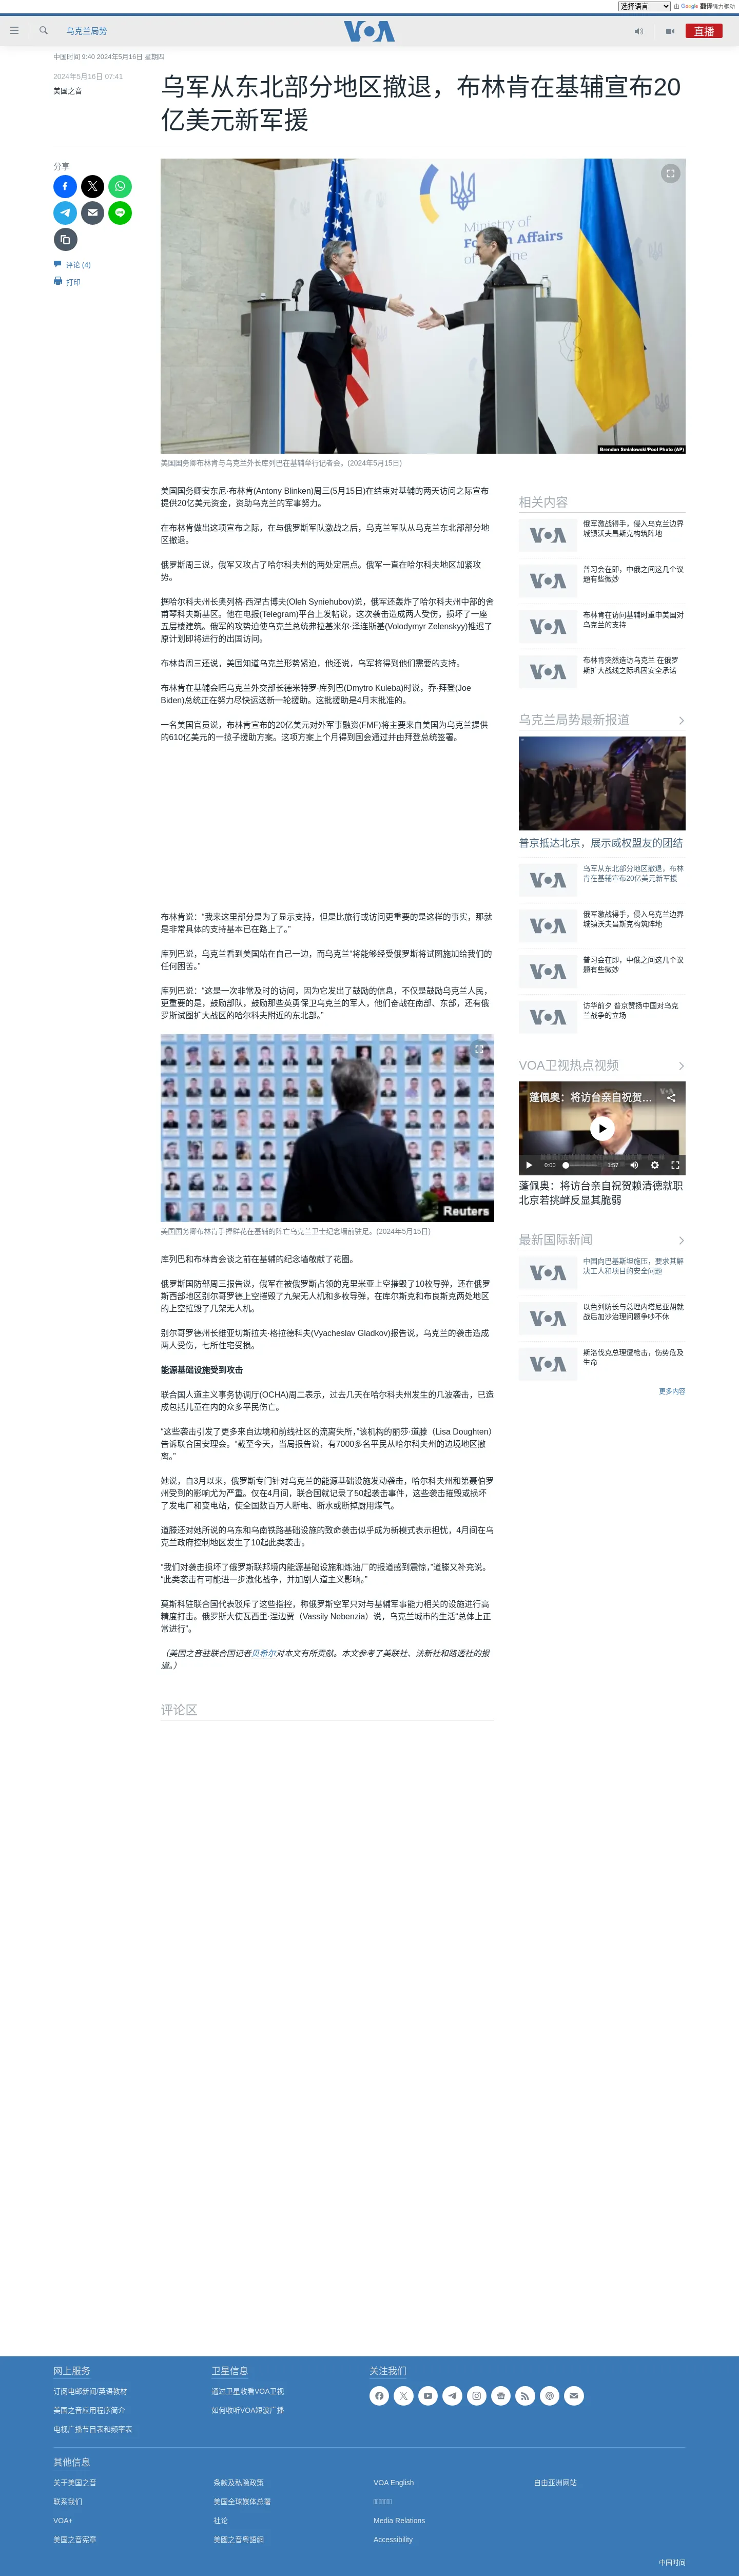 选择语言
由 Google 翻译强力驱动
乌克兰局势
VOA
直播
中国时间 9:40 2024年5月16日 星期四
2024年5月16日 07:41
美国之音
乌军从东北部地区撤退，布林肯在基辅宣布20
亿美元新军援
分享
评论 (4)
打印
Ministry of
Foreign Affairs
Brendan Smialowski/Pool Photo (AP)
美国国务卿布林肯与乌克兰外长库列巴在基辅举行记者会。(2024年5月15日)
美国国务卿安东尼·布林肯(Antony Blinken)周三(5月15日)在结束对基辅的两天访问之际宣布
提供20亿美元资金，资助乌克兰的军事努力。
在布林肯做出这项宣布之际，在与俄罗斯军队激战之后，乌克兰军队从乌克兰东北部部分地
区撤退。
俄罗斯周三说，俄军又攻占了哈尔科夫州的两处定居点。俄军一直在哈尔科夫地区加紧攻
势。
据哈尔科夫州长奥列格·西涅古博夫(Oleh Syniehubov)说，俄军还轰炸了哈尔科夫州中部的舍
甫琴科夫斯基区。他在电报(Telegram)平台上发帖说，这次袭击造成两人受伤，损坏了一座
五层楼建筑。俄军的攻势迫使乌克兰总统弗拉基米尔·泽连斯基(Volodymyr Zelenskyy)推迟了
原计划即将进行的出国访问。
布林肯周三还说，美国知道乌克兰形势紧迫，他还说，乌军将得到他们需要的支持。
布林肯在基辅会晤乌克兰外交部长德米特罗·库列巴(Dmytro Kuleba)时说，乔·拜登(Joe
Biden)总统正在努力尽快运送新一轮援助。这批援助是4月末批准的。
一名美国官员说，布林肯宣布的20亿美元对外军事融资(FMF)将主要来自美国为乌克兰提供
的610亿美元的一揽子援助方案。这项方案上个月得到国会通过并由拜登总统签署。
布林肯说：“我来这里部分是为了显示支持，但是比旅行或访问更重要的是这样的事实，那就
是非常具体的支持基本已在路上了。”
库列巴说，乌克兰看到美国站在自己一边，而乌克兰“将能够经受俄罗斯将试图施加给我们的
任何困苦。”
库列巴说：“这是一次非常及时的访问，因为它发出了鼓励的信息，不仅是鼓励乌克兰人民，
更重要的是，鼓励部队，鼓励那些英勇保卫乌克兰的军人，他们奋战在南部、东部，还有俄
罗斯试图扩大战区的哈尔科夫附近的东北部。”
Reuters
美国国务卿布林肯手捧鲜花在基辅的阵亡乌克兰卫士纪念墙前驻足。(2024年5月15日)
库列巴和布林肯会谈之前在基辅的纪念墙敬献了花圈。
俄罗斯国防部周三报告说，俄军在被俄罗斯占领的克里米亚上空摧毁了10枚导弹，还在俄罗
斯西部地区别尔哥罗德上空摧毁了九架无人机和多枚导弹，在库尔斯克和布良斯克两处地区
的上空摧毁了几架无人机。
别尔哥罗德州长维亚切斯拉夫·格拉德科夫(Vyacheslav Gladkov)报告说，乌克兰的袭击造成
两人受伤，七所住宅受损。
能源基础设施受到攻击
联合国人道主义事务协调厅(OCHA)周二表示，过去几天在哈尔科夫州发生的几波袭击，已造
成包括儿童在内的众多平民伤亡。
“这些袭击引发了更多来自边境和前线社区的流离失所，”该机构的丽莎·道滕（Lisa Doughten）
告诉联合国安理会。“截至今天，当局报告说，有7000多名平民从哈尔科夫州的边境地区撤
离。”
她说，自3月以来，俄罗斯专门针对乌克兰的能源基础设施发动袭击，哈尔科夫州和第聂伯罗
州受到的影响尤为严重。仅在4月间，联合国就记录了50起袭击事件，这些袭击摧毁或损坏
了发电厂和变电站，使全国数百万人断电、断水或断掉厨用煤气。
道滕还对她所说的乌东和乌南铁路基础设施的致命袭击似乎成为新模式表示担忧，4月间在乌
克兰政府控制地区发生了10起此类袭击。
“我们对袭击损坏了俄罗斯联邦境内能源基础设施和炼油厂的报道感到震惊，”道滕又补充说。
“此类袭击有可能进一步激化战争，并加剧人道主义影响。”
莫斯科驻联合国代表驳斥了这些指控，称俄罗斯空军只对与基辅军事能力相关的设施进行高
精度打击。俄罗斯大使瓦西里·涅边贾（Vassily Nebenzia）说，乌克兰城市的生活“总体上正
常进行”。
（美国之音驻联合国记者贝希尔对本文有所贡献。本文参考了美联社、法新社和路透社的报
道。）
评论区
相关内容
VOA
俄军激战得手，侵入乌克兰边界
城镇沃夫昌斯克构筑阵地
VOA
普习会在即，中俄之间这几个议
题有些微妙
VOA
布林肯在访问基辅时重申美国对
乌克兰的支持
VOA
布林肯突然造访乌克兰 在俄罗
斯扩大战线之际巩固安全承诺
乌克兰局势最新报道
普京抵达北京，展示威权盟友的团结
VOA
乌军从东北部地区撤退，布林
肯在基辅宣布20亿美元新军援
VOA
俄军激战得手，侵入乌克兰边界
城镇沃夫昌斯克构筑阵地
VOA
普习会在即，中俄之间这几个议
题有些微妙
VOA
访华前夕 普京赞扬中国对乌克
兰战争的立场
VOA卫视热点视频
蓬佩奥：将访台亲自祝贺...
VOA
0:00
1:57
蓬佩奥：将访台亲自祝贺赖清德就职
北京若挑衅反显其脆弱
最新国际新闻
VOA
中国向巴基斯坦施压，要求其解
决工人和项目的安全问题
VOA
以色列防长与总理内塔尼亚胡就
战后加沙治理问题争吵不休
VOA
斯洛伐克总理遭枪击，伤势危及
生命
更多内容
网上服务
订阅电邮新闻/英语教材
美国之音应用程序简介
电视广播节目表和频率表
卫星信息
通过卫星收看VOA卫视
如何收听VOA短波广播
关注我们
其他信息
关于美国之音
联系我们
VOA+
美国之音宪章
条款及私隐政策
美国全球媒体总署
社论
美國之音粵語網
VOA English
Media Relations
Accessibility
自由亚洲网站
中国时间